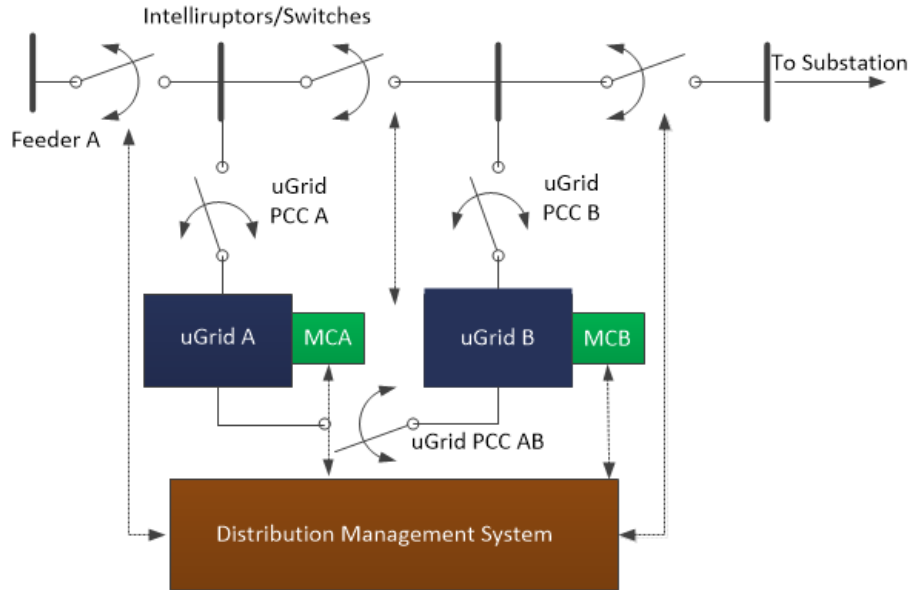 Intelliruptors/Switches
To Substation
Feeder A
uGrid
PCC A
uGrid
PCC B
uGrid A
MCA
uGrid B
MCB
uGrid PCC AB
Distribution Management System